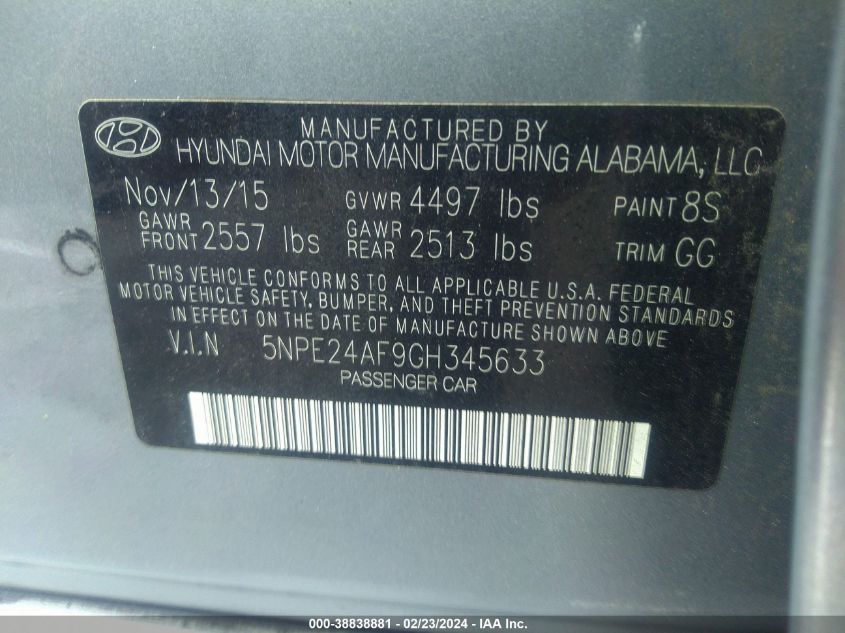 MANUFACTURED BY
HYUNDAI MOTOR MANUFACTURING ALABAMA, LLC
Nov/13/15 GVWR 4497 lbs PAINT 8S
GAWR FRONT 2557 lbs GAWR REAR 2513 lbs TRIM GG
THIS VEHICLE CONFORMS TO ALL APPLICABLE U.S.A. FEDERAL
MOTOR VEHICLE SAFETY, BUMPER, AND THEFT PREVENTION STANDARDS
IN EFFECT ON THE DATE OF MANUFACTURE SHOWN ABOVE
V.I.N 5NPE24AF9GH345633
PASSENGER CAR
000-38838881 - 02/23/2024 - IAA Inc.